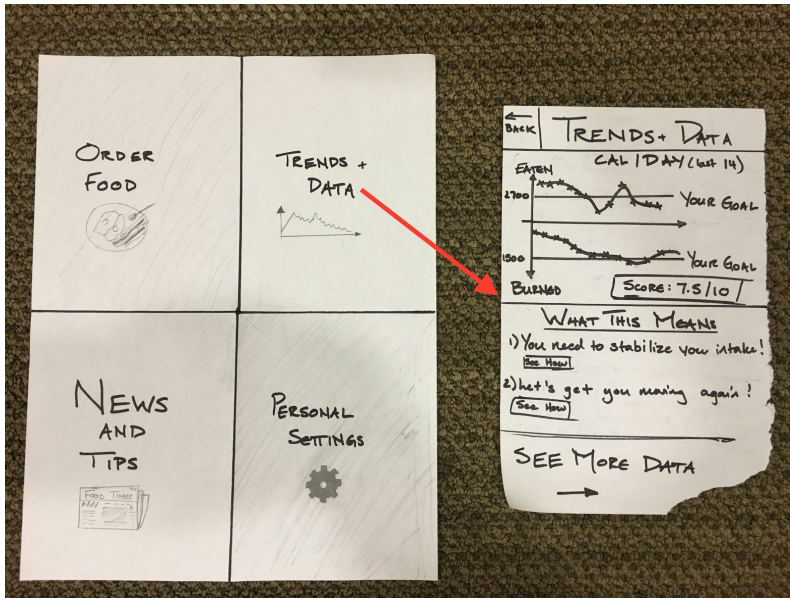 ORDER
FOOD
TRENDS +
DATA
NEWS
AND
TIPS
FOOD TIMES
PERSONAL
SETTINGS
BACK
TRENDS + DATA
CAL / DAY (last 14)
EATEN
2700
YOUR GOAL
1500
YOUR GOAL
BURNED
SCORE: 7.5/10
WHAT THIS MEANS
1) You need to stabilize your intake!
See How
2) Let's get you moving again!
See How
SEE MORE DATA